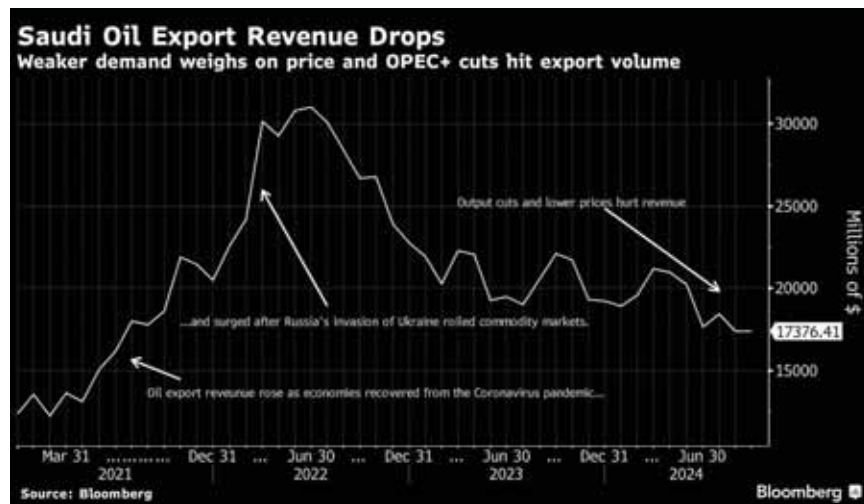 Saudi Oil Export Revenue Drops
Weaker demand weighs on price and OPEC+ cuts hit export volume
30000
Output cuts and lower prices hurt revenue
25000
Millions of $
20000
...and surged after Russia's invasion of Ukraine roiled commodity markets.
17376.41
15000
Oil export reveunue rose as economies recovered from the Coronavirus pandemic...
Mar 31 ............ Dec 31 ... Jun 30 ... Dec 31 ... ... Dec 31 ... Jun 30
2021 2022 2023 2024
Source: Bloomberg
Bloomberg